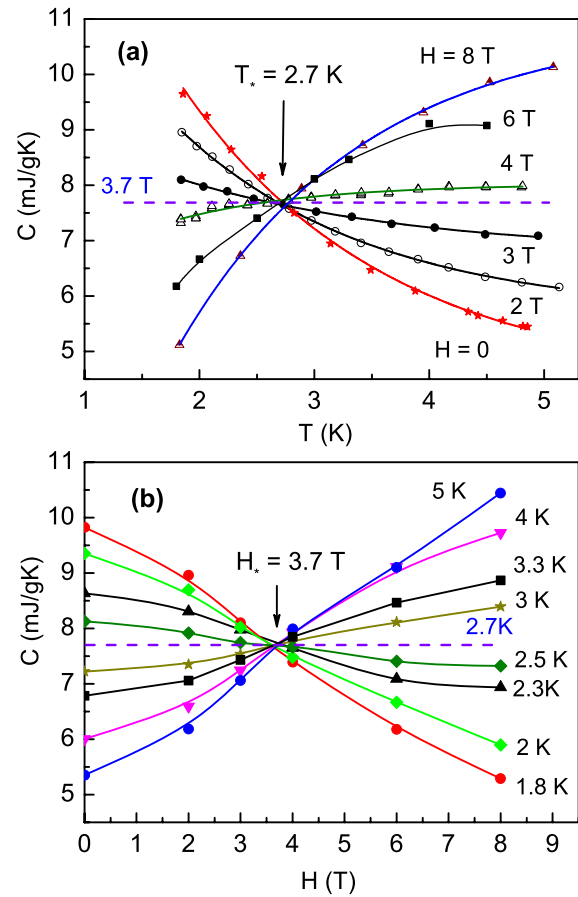 (a)
T* = 2.7 K
H = 8 T
6 T
4 T
3.7 T
3 T
2 T
H = 0
11
10
9
8
7
6
5
C (mJ/gK)
1 2 3 4 5
T (K)
(b)
H* = 3.7 T
5 K
4 K
3.3 K
3 K
2.7K
2.5 K
2.3K
2 K
1.8 K
11
10
9
8
7
6
5
C (mJ/gK)
0 1 2 3 4 5 6 7 8 9
H (T)